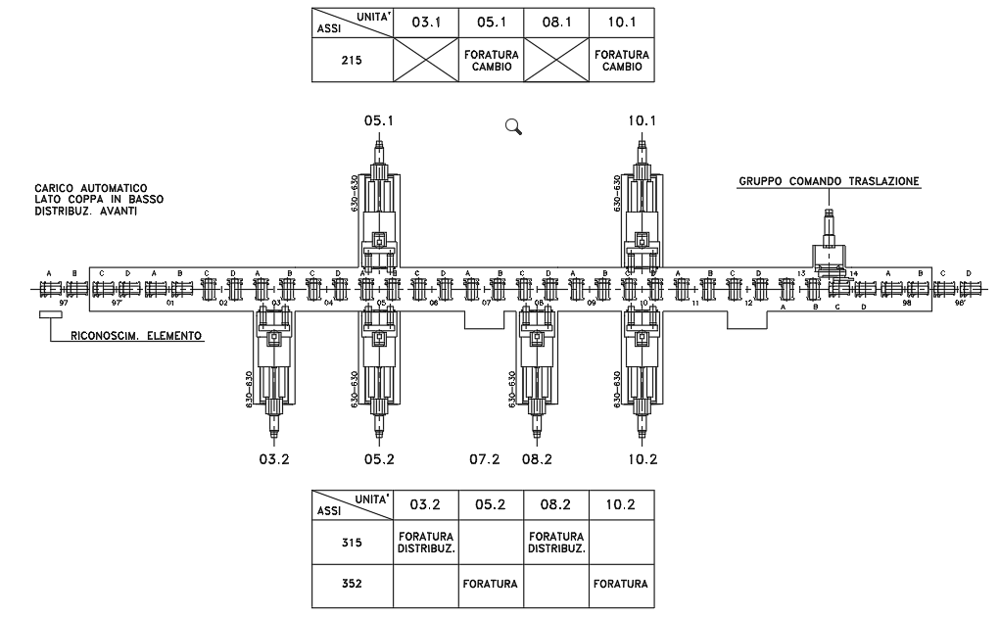 UNITA'
ASSI
03.1 05.1 08.1 10.1
215
FORATURA
CAMBIO
FORATURA
CAMBIO
05.1
10.1
630-630
630-630
CARICO AUTOMATICO
LATO COPPA IN BASSO
DISTRIBUZ. AVANTI
GRUPPO COMANDO TRASLAZIONE
A B C D A B C D A B C D A B C D A B C D A B C D A B C D 13 14 A B C D
97 97' 01 02 03 04 05 06 07 08 09 10 11 12 98 98'
A B C D
RICONOSCIM. ELEMENTO
630-630
630-630
630-630
630-630
03.2 05.2 07.2 08.2 10.2
UNITA'
ASSI
03.2 05.2 08.2 10.2
315
FORATURA
DISTRIBUZ.
FORATURA
DISTRIBUZ.
352
FORATURA
FORATURA